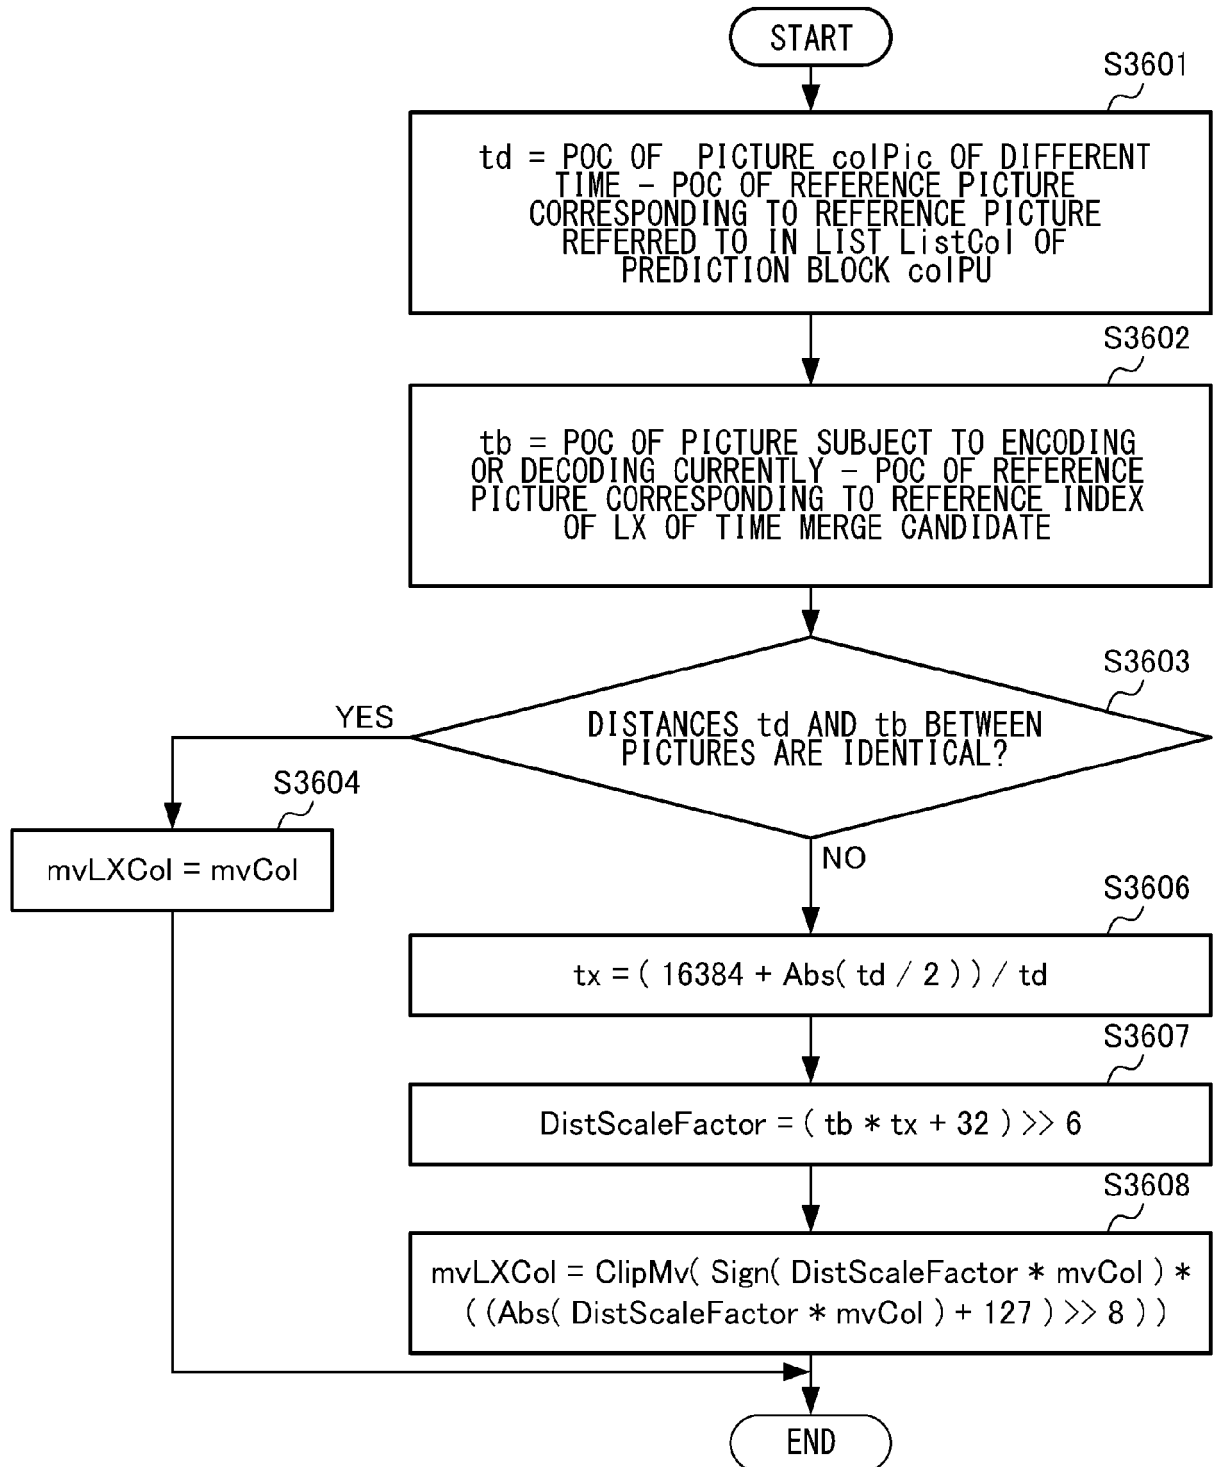 START
S3601
td = POC OF PICTURE colPic OF DIFFERENT
TIME – POC OF REFERENCE PICTURE
CORRESPONDING TO REFERENCE PICTURE
REFERRED TO IN LIST ListCol OF
PREDICTION BLOCK colPU
S3602
tb = POC OF PICTURE SUBJECT TO ENCODING
OR DECODING CURRENTLY – POC OF REFERENCE
PICTURE CORRESPONDING TO REFERENCE INDEX
OF LX OF TIME MERGE CANDIDATE
S3603
DISTANCES td AND tb BETWEEN
PICTURES ARE IDENTICAL?
YES
S3604
mvLXCol = mvCol
NO
S3606
tx = ( 16384 + Abs( td / 2 ) ) / td
S3607
DistScaleFactor = ( tb * tx + 32 ) >> 6
S3608
mvLXCol = ClipMv( Sign( DistScaleFactor * mvCol ) *
( (Abs( DistScaleFactor * mvCol ) + 127 ) >> 8 ) )
END